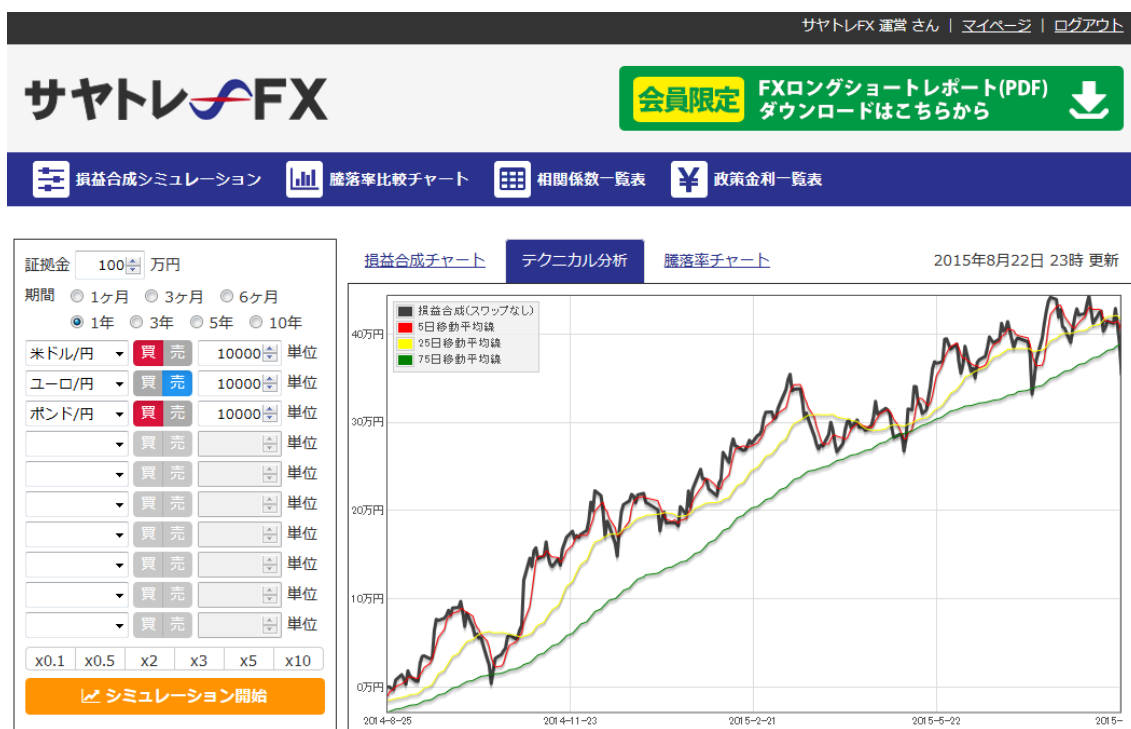 サヤトレFX 運営 さん | マイページ | ログアウト
サヤトレFX
会員限定 FXロングショートレポート(PDF)
ダウンロードはこちらから
損益合成シミュレーション 騰落率比較チャート 相関係数一覧表 ¥ 政策金利一覧表
証拠金 100 万円
期間 1ヶ月 3ヶ月 6ヶ月
1年 3年 5年 10年
米ドル/円 買 売 10000 単位
ユーロ/円 買 売 10000 単位
ポンド/円 買 売 10000 単位
買 売 単位
買 売 単位
買 売 単位
買 売 単位
買 売 単位
買 売 単位
買 売 単位
x0.1 x0.5 x2 x3 x5 x10
シミュレーション開始
損益合成チャート テクニカル分析 騰落率チャート 2015年8月22日 23時 更新
損益合成(スワップなし)
5日移動平均線
25日移動平均線
75日移動平均線
40万円
30万円
20万円
10万円
0万円
2014-8-25 2014-11-23 2015-2-21 2015-5-22 2015-